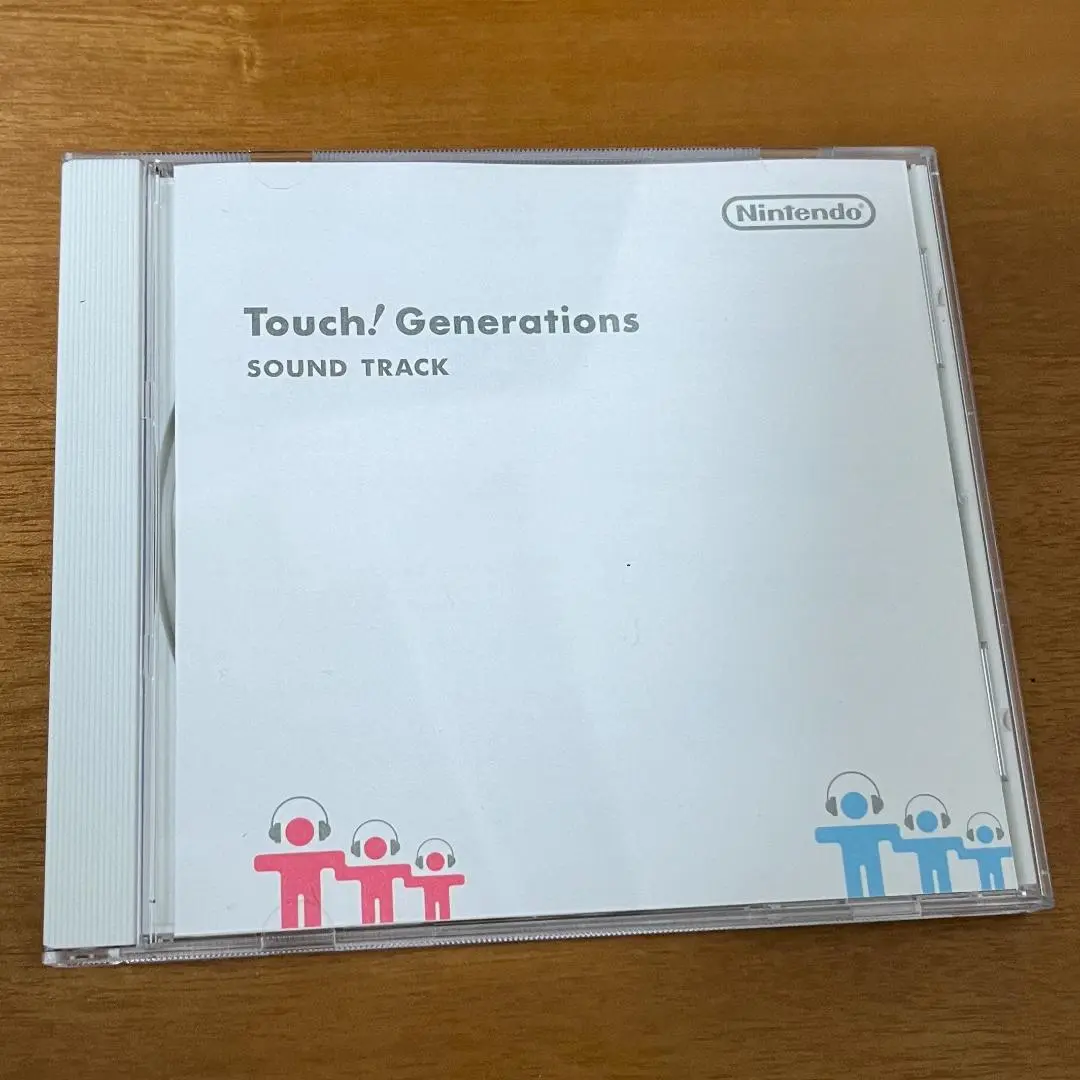 Nintendo®
Touch! Generations
SOUND TRACK